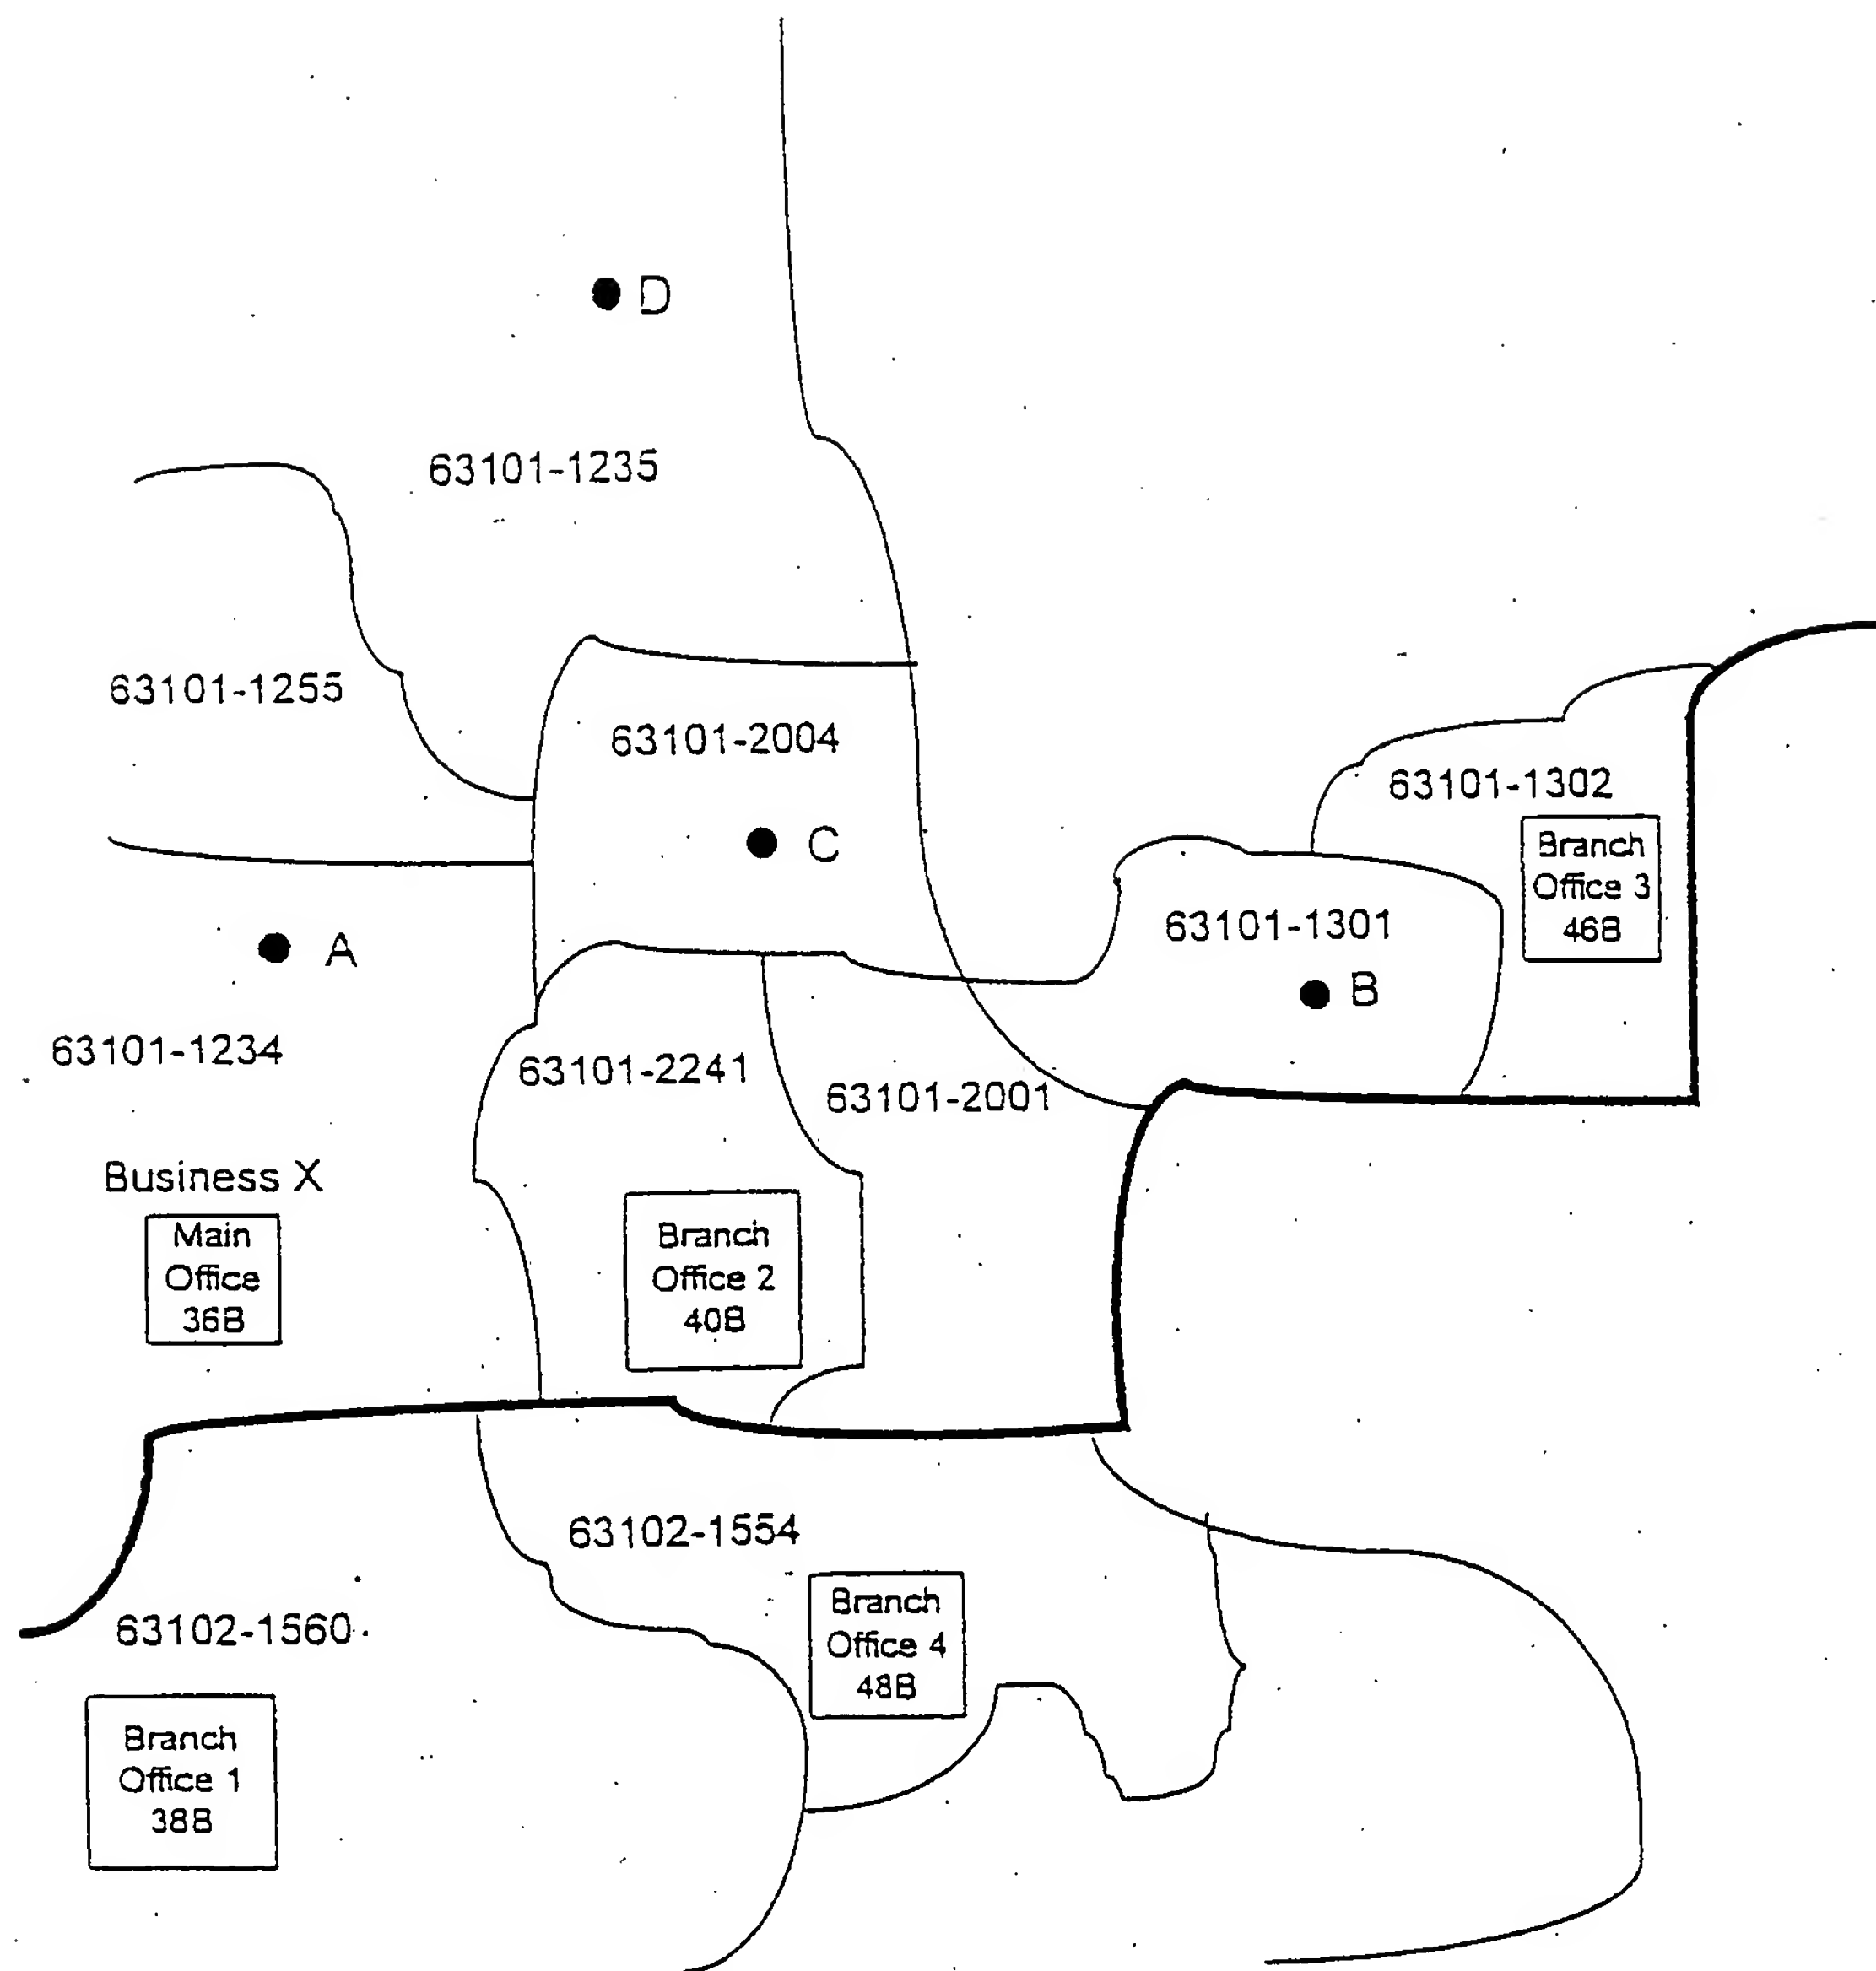 D
63101-1235
63101-1255
63101-2004
63101-1302
C
Branch
Office 3
46B
63101-1301
A
B
63101-1234
63101-2241
63101-2001
Business X
Main
Office
36B
Branch
Office 2
40B
63102-1554
63102-1560
Branch
Office 4
48B
Branch
Office 1
38B